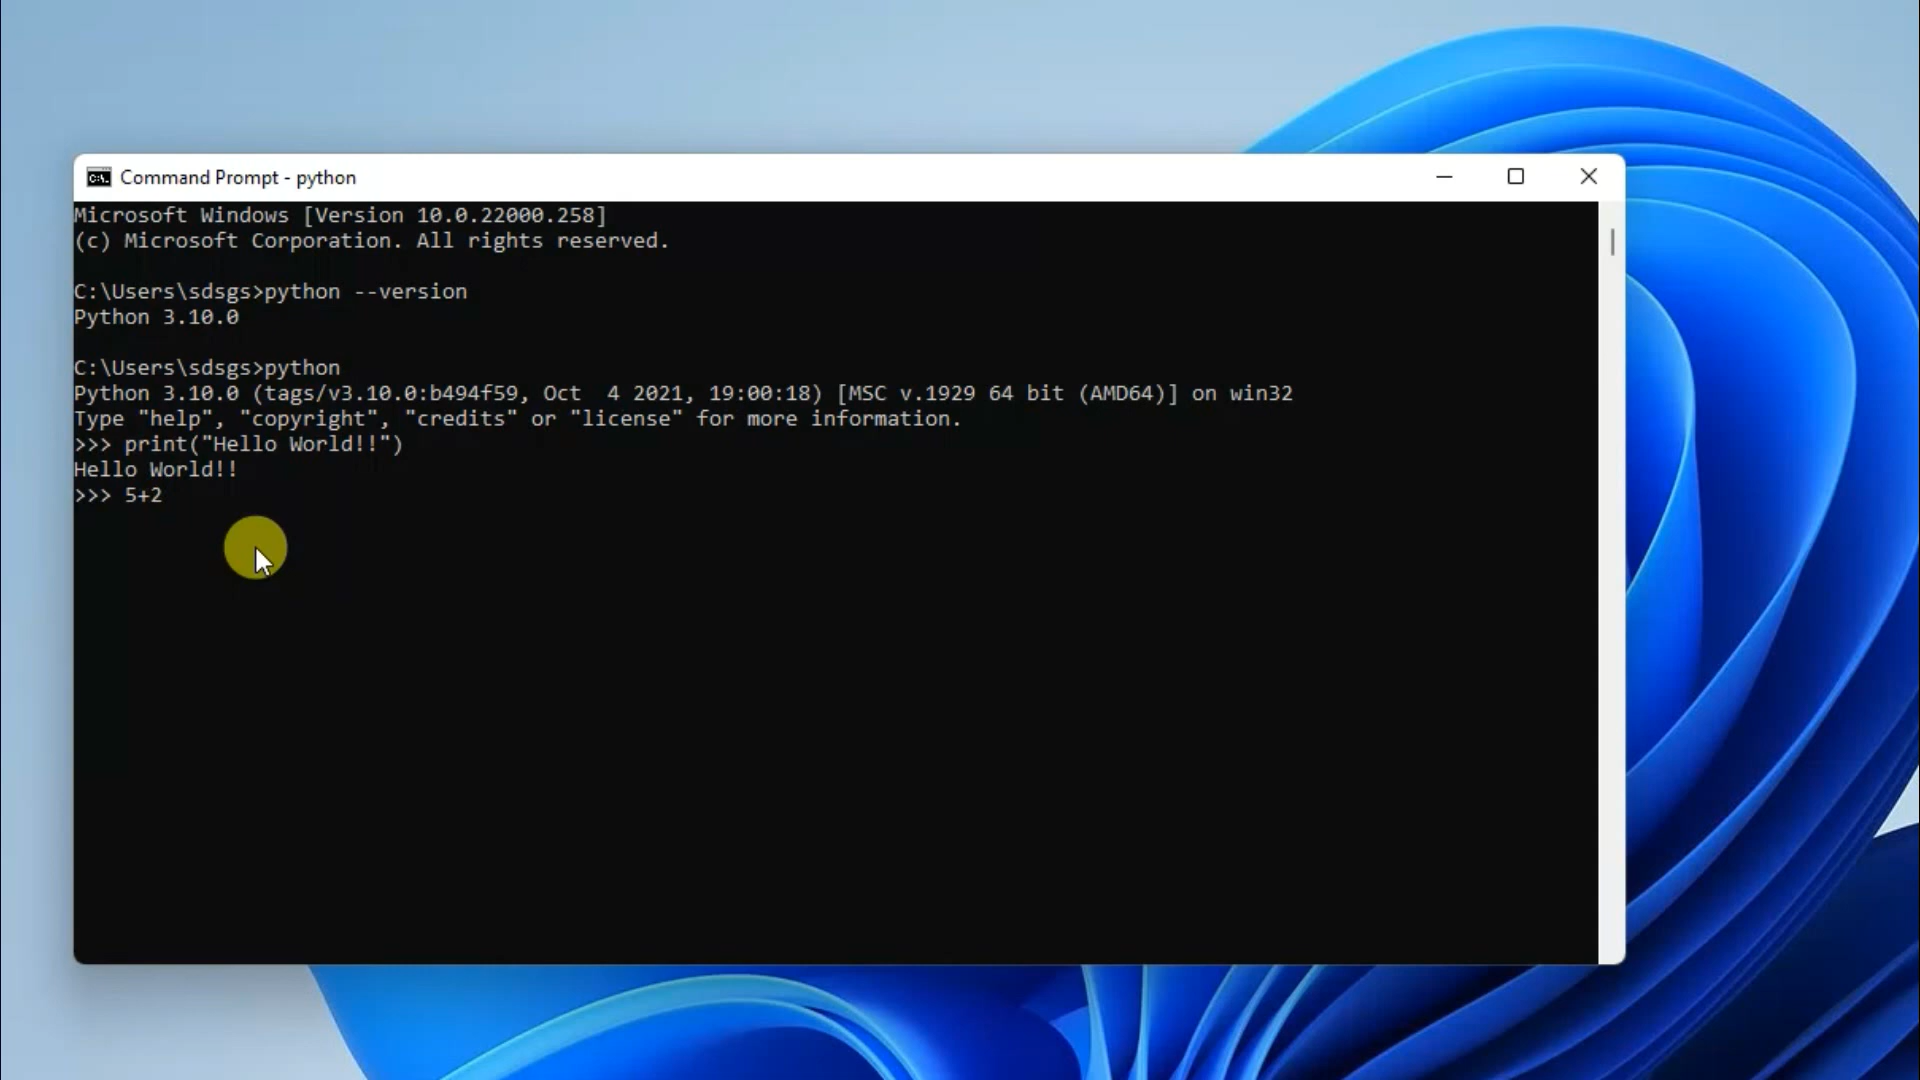 Command Prompt - python
Microsoft Windows [Version 10.0.22000.258]
(c) Microsoft Corporation. All rights reserved.
C:\Users\sdsgs>python --version
Python 3.10.0
C:\Users\sdsgs>python
Python 3.10.0 (tags/v3.10.0:b494f59, Oct  4 2021, 19:00:18) [MSC v.1929 64 bit (AMD64)] on win32
Type "help", "copyright", "credits" or "license" for more information.
>>> print("Hello World!!")
Hello World!!
>>> 5+2